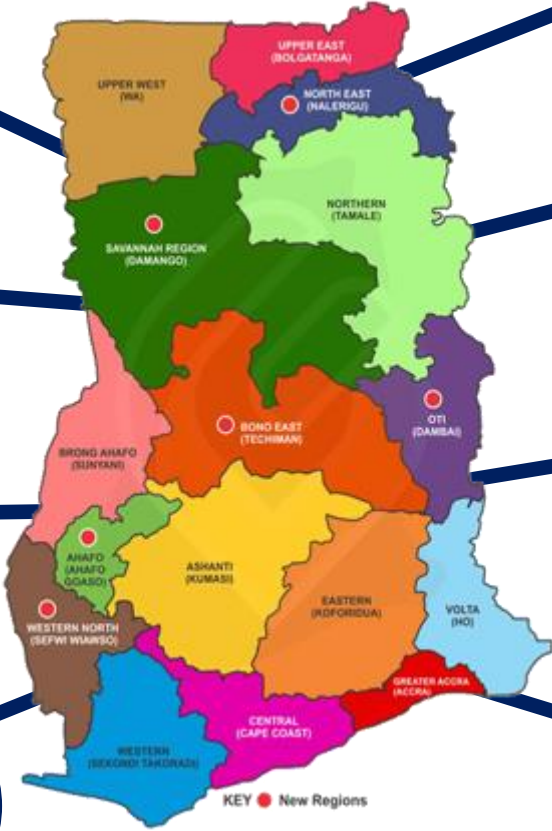 UPPER EAST
(BOLGATANGA)
UPPER WEST
(WA)
NORTH EAST
(NALERIGU)
NORTHERN
(TAMALE)
SAVANNAH REGION
(DAMANGO)
OTI
(DAMBAI)
BONO EAST
(TECHIMAN)
BRONG AHAFO
(SUNYANI)
AHAFO
(AHAFO
GOASO)
ASHANTI
(KUMASI)
EASTERN
(KOFORIDUA)
VOLTA
(HO)
WESTERN NORTH
(SEFWI WIAWSO)
GREATER ACCRA
(ACCRA)
CENTRAL
(CAPE COAST)
WESTERN
(SEKONDI TAKORADI)
KEY New Regions